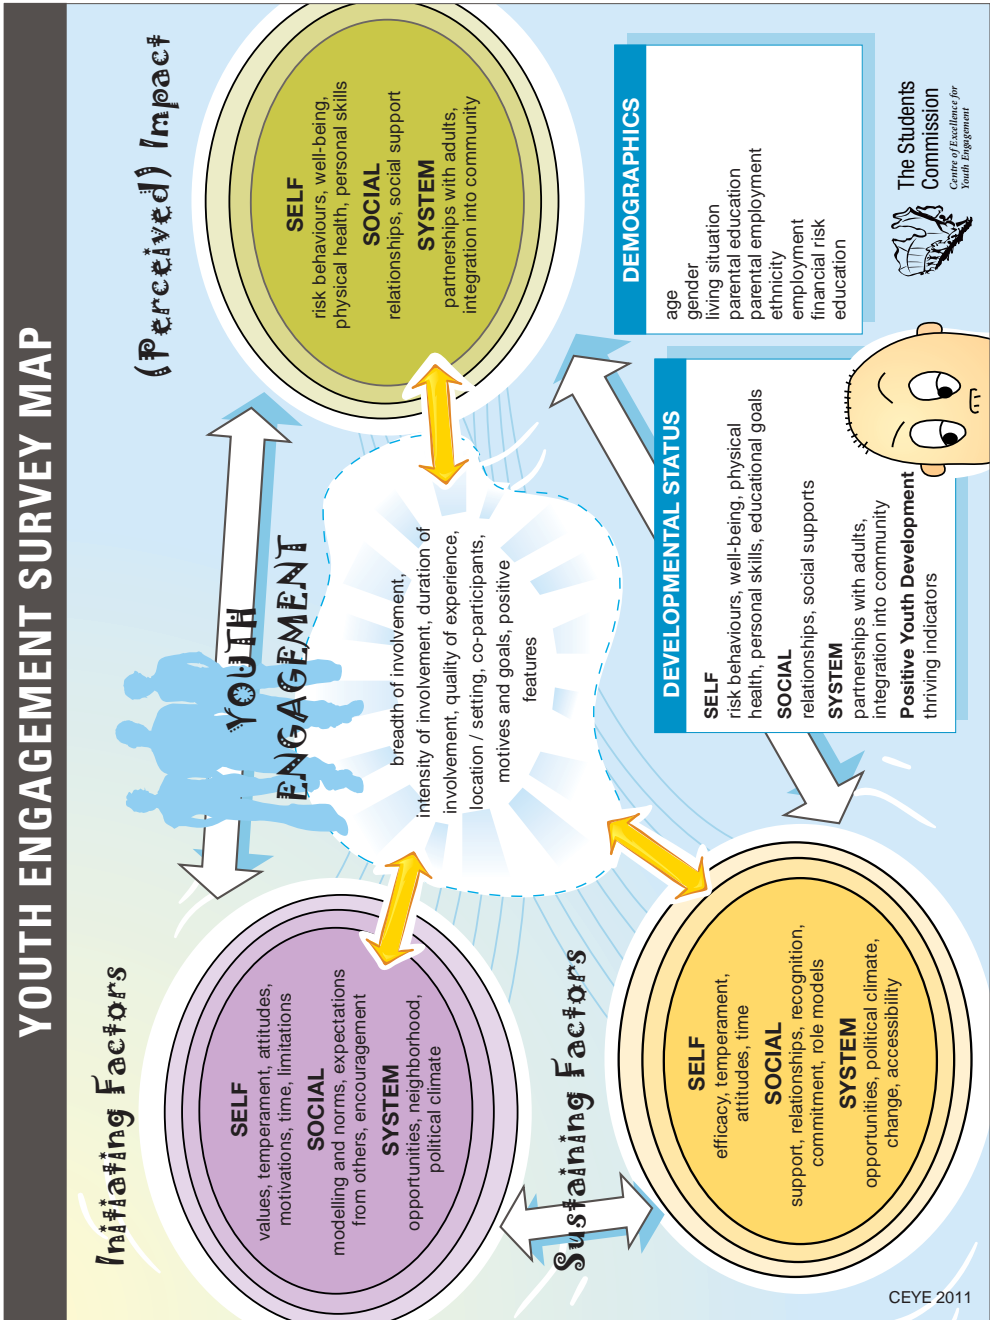 YOUTH ENGAGEMENT SURVEY MAP
Initiating Factors
SELF
values, temperament, attitudes,
motivations, time, limitations
SOCIAL
modelling and norms, expectations
from others, encouragement
SYSTEM
opportunities, neighborhood,
political climate
YOUTH
ENGAGEMENT
breadth of involvement,
intensity of involvement, duration of
involvement, quality of experience,
location / setting, co-participants,
motives and goals, positive
features
(Perceived) Impact
SELF
risk behaviours, well-being,
physical health, personal skills
SOCIAL
relationships, social support
SYSTEM
partnerships with adults,
integration into community
Sustaining Factors
SELF
efficacy, temperament,
attitudes, time
SOCIAL
support, relationships, recognition,
commitment, role models
SYSTEM
opportunities, political climate,
change, accessibility
DEVELOPMENTAL STATUS
SELF
risk behaviours, well-being, physical
health, personal skills, educational goals
SOCIAL
relationships, social supports
SYSTEM
partnerships with adults,
integration into community
Positive Youth Development
thriving indicators
DEMOGRAPHICS
age
gender
living situation
parental education
parental employment
ethnicity
employment
financial risk
education
The Students
Commission
Centre of Excellence for
Youth Engagement
CEYE 2011